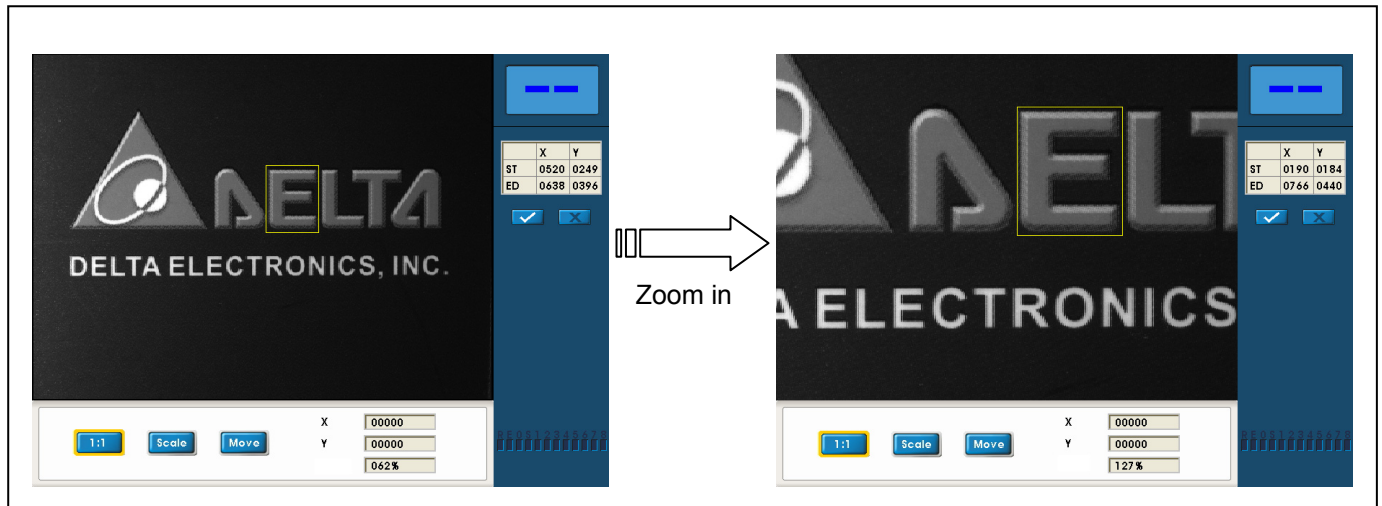 DELTA
DELTA ELECTRONICS, INC.
X Y
ST 0520 0249
ED 0638 0396
1:1
Scale
Move
X 00000
Y 00000
062%
Zoom in
DELT
A ELECTRONICS
X Y
ST 0190 0184
ED 0766 0440
1:1
Scale
Move
X 00000
Y 00000
127%